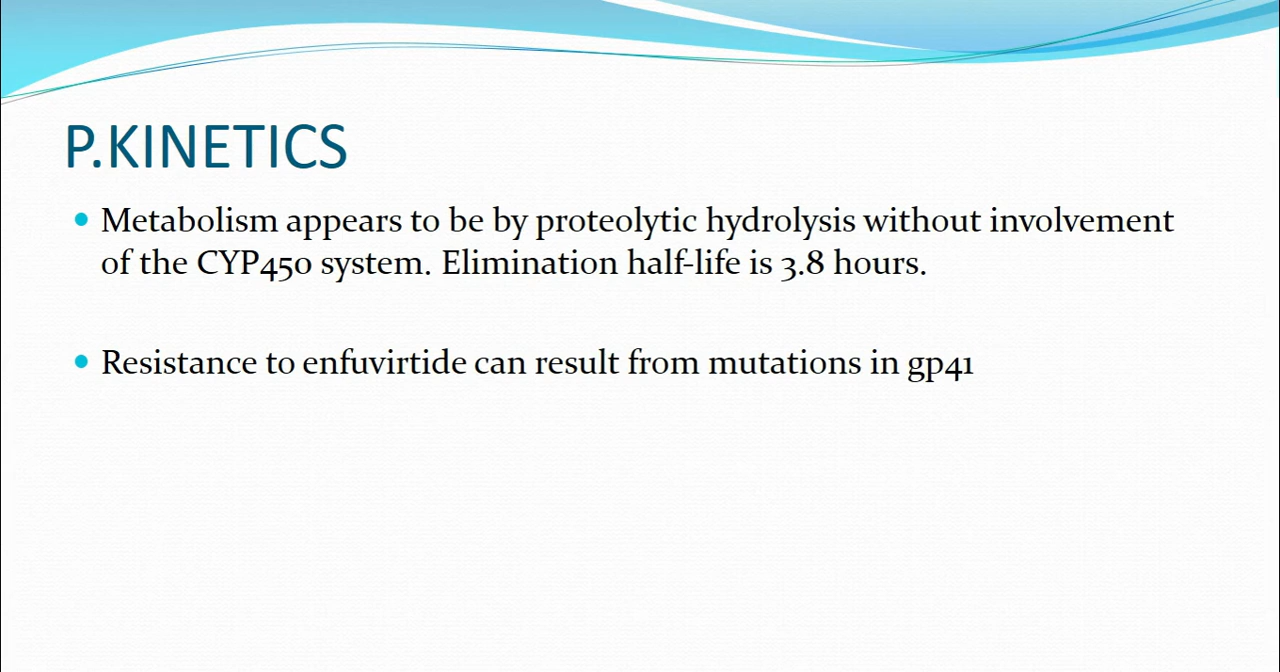 P.KINETICS
Metabolism appears to be by proteolytic hydrolysis without involvement
of the CYP450 system. Elimination half-life is 3.8 hours.
Resistance to enfuvirtide can result from mutations in gp41